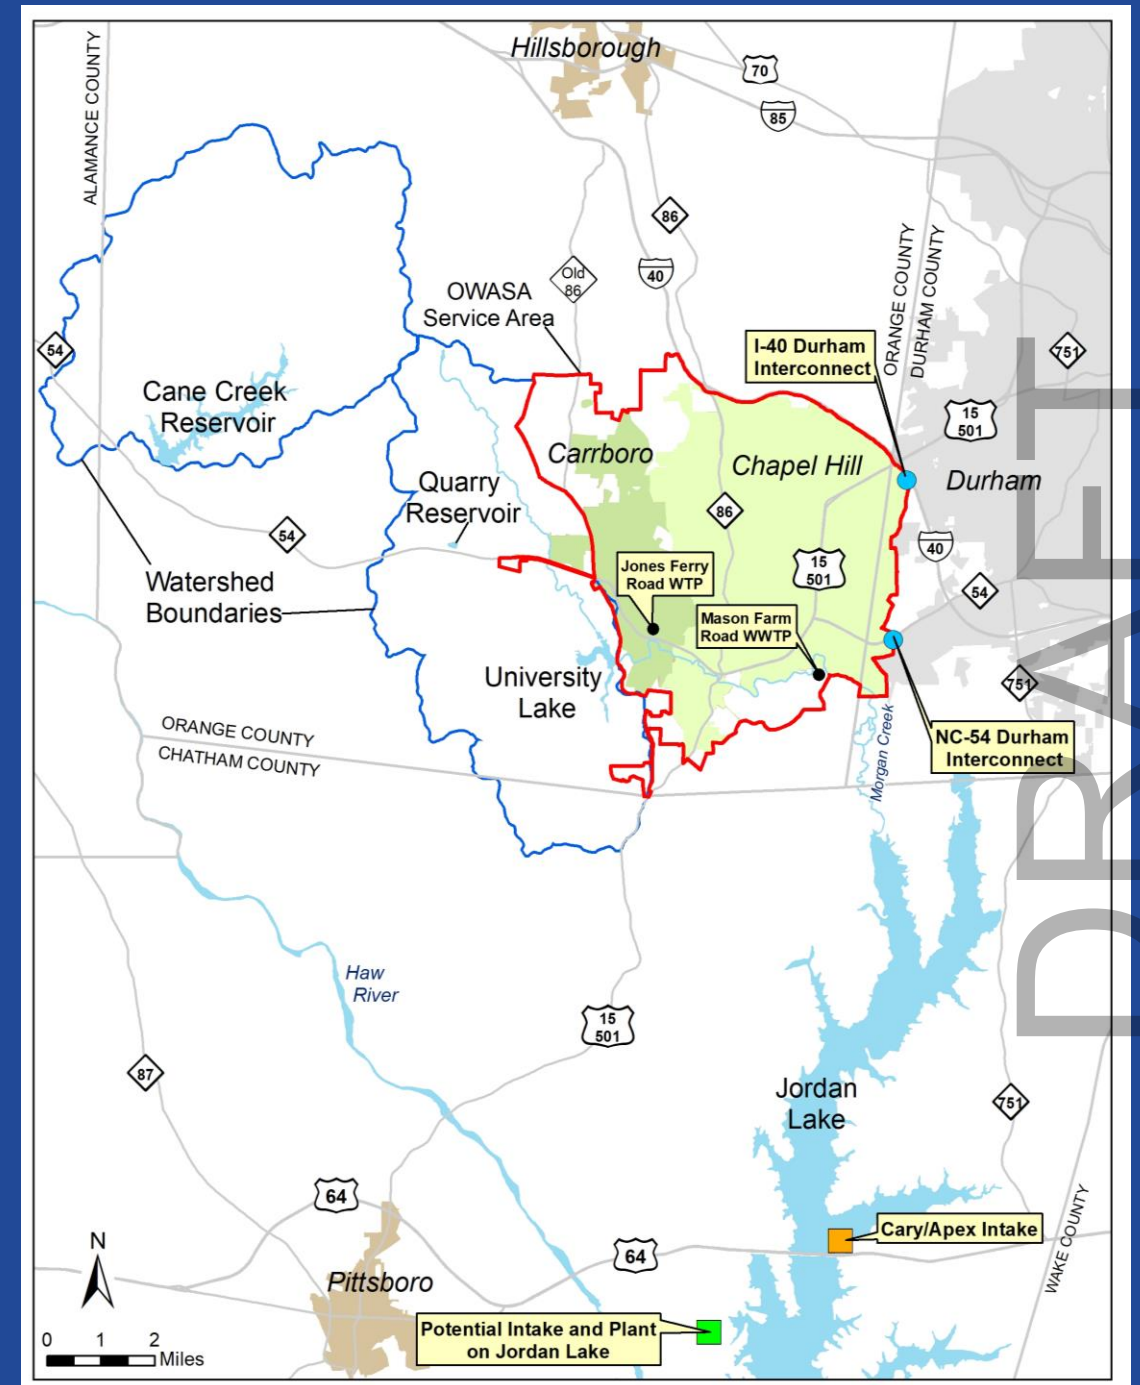 Hillsborough
70
85
ALAMANCE COUNTY
86
Old
86
40
ORANGE COUNTY
DURHAM COUNTY
OWASA
Service Area
54
I-40 Durham
Interconnect
751
Cane Creek
Reservoir
15
501
Carrboro
Chapel Hill
Durham
Quarry
Reservoir
86
54
40
15
501
Jones Ferry
Road WTP
54
Watershed
Boundaries
Mason Farm
Road WWTP
University
Lake
751
ORANGE COUNTY
CHATHAM COUNTY
Morgan Creek
NC-54 Durham
Interconnect
DRAFT
Haw
River
15
501
87
Jordan
Lake
751
64
WAKE COUNTY
Cary/Apex Intake
64
N
Pittsboro
Potential Intake and Plant
on Jordan Lake
0 1 2
Miles